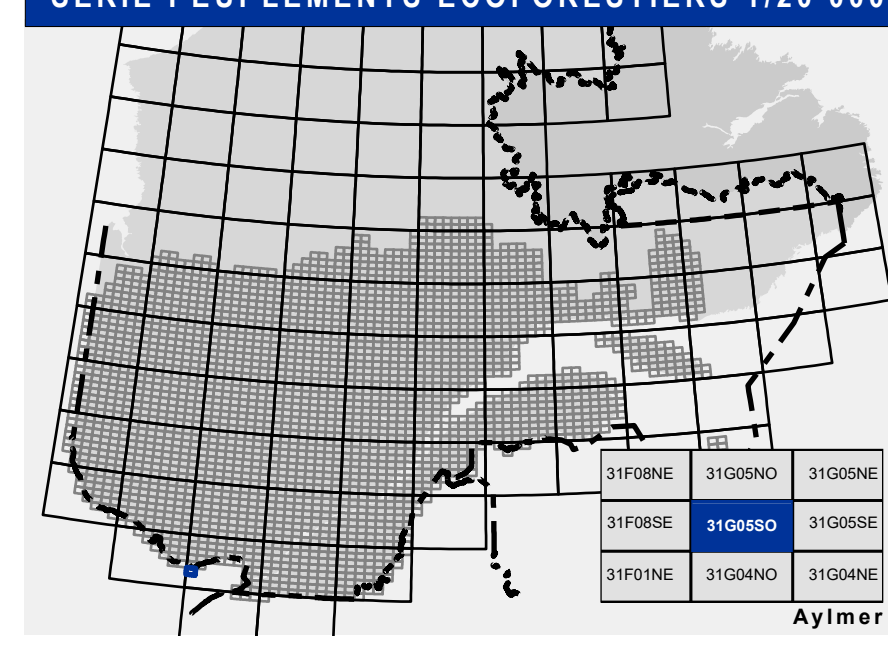 SÉRIE PEUPLEMENTS ÉCOFORESTIERS 1/20 000
31F08NE 31G05NO 31G05NE
31F08SE 31G05SO 31G05SE
31F01NE 31G04NO 31G04NE
Aylmer